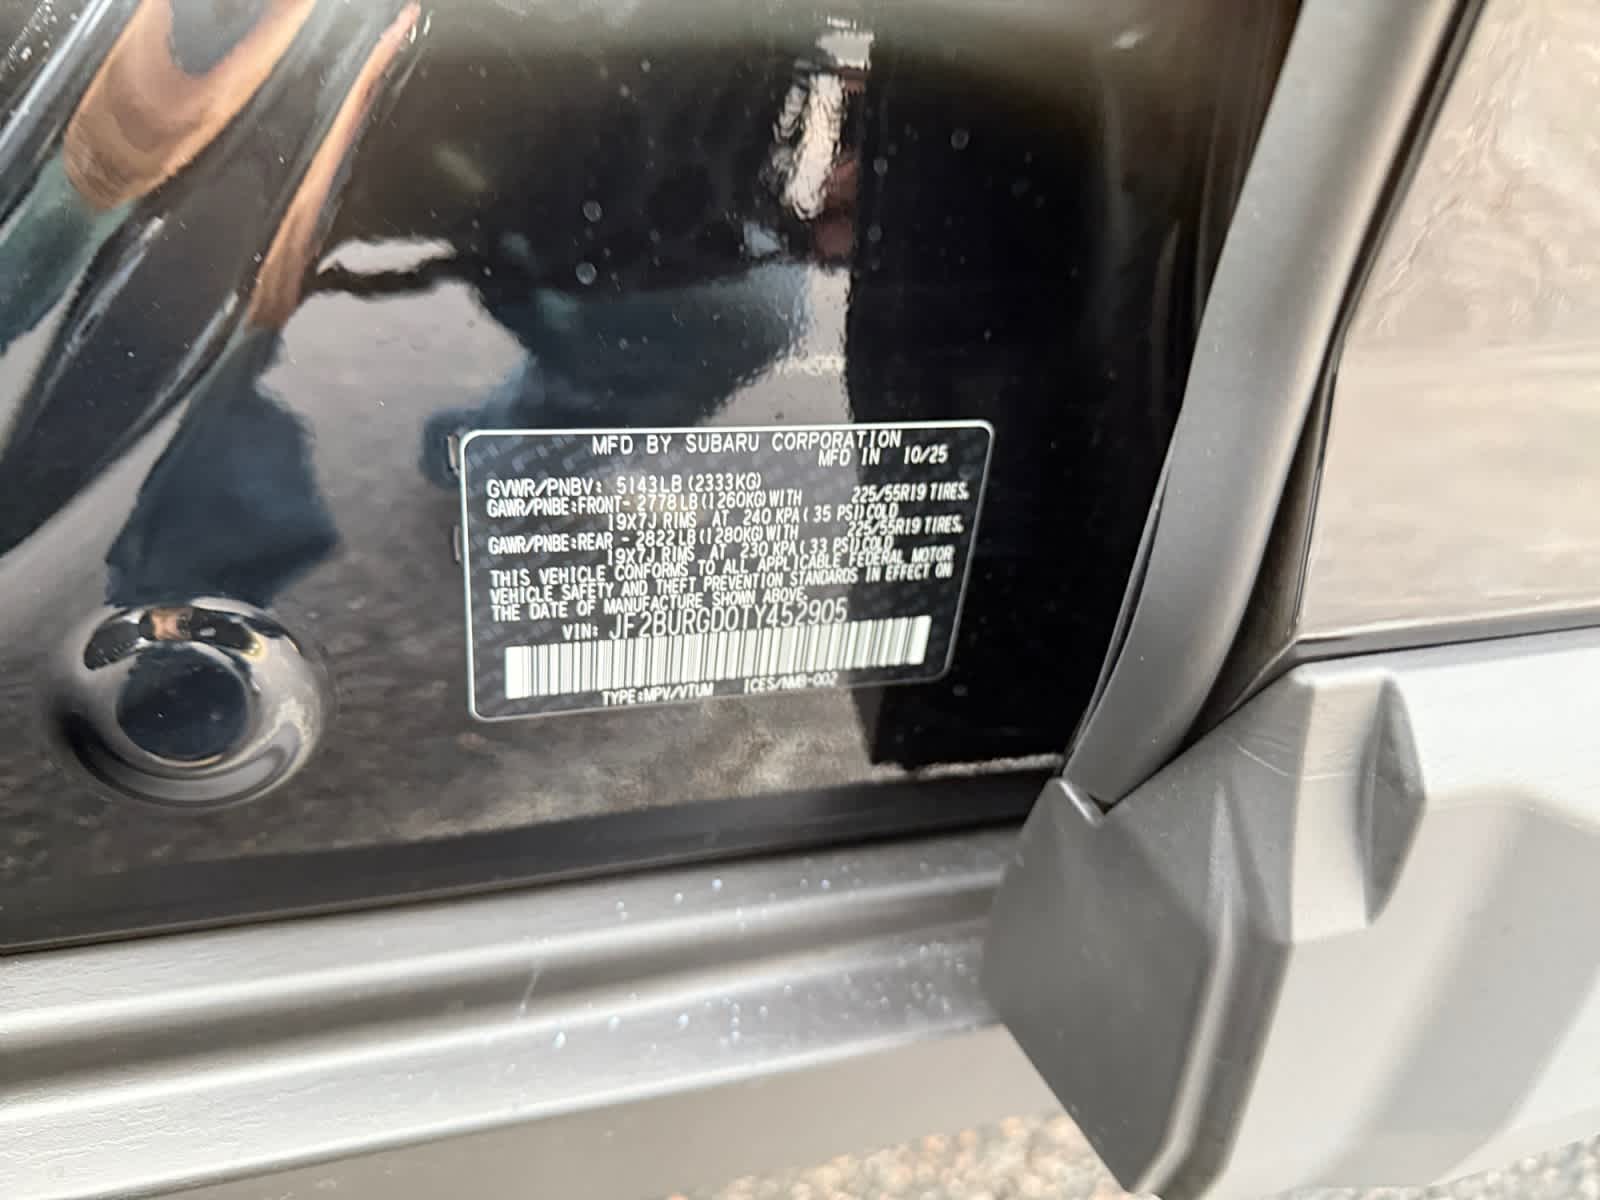 MFD BY SUBARU CORPORATION
MFD IN 10/25
GVWR/PNBV: 5143LB(2333KG)
GAWR/PNBE:FRONT- 2778LB(1260KG)WITH 225/55R19 TIRES,
19X7J RIMS AT 240 KPA( 35 PSI)COLD
GAWR/PNBE:REAR - 2822LB(1280KG)WITH 225/55R19 TIRES,
19X7J RIMS AT 230 KPA( 33 PSI)COLD
THIS VEHICLE CONFORMS TO ALL APPLICABLE FEDERAL MOTOR
VEHICLE SAFETY AND THEFT PREVENTION STANDARDS IN EFFECT ON
THE DATE OF MANUFACTURE SHOWN ABOVE.
VIN: JF2BURGD0TY452905
TYPE:MPV/VTUM ICES/NMB-002